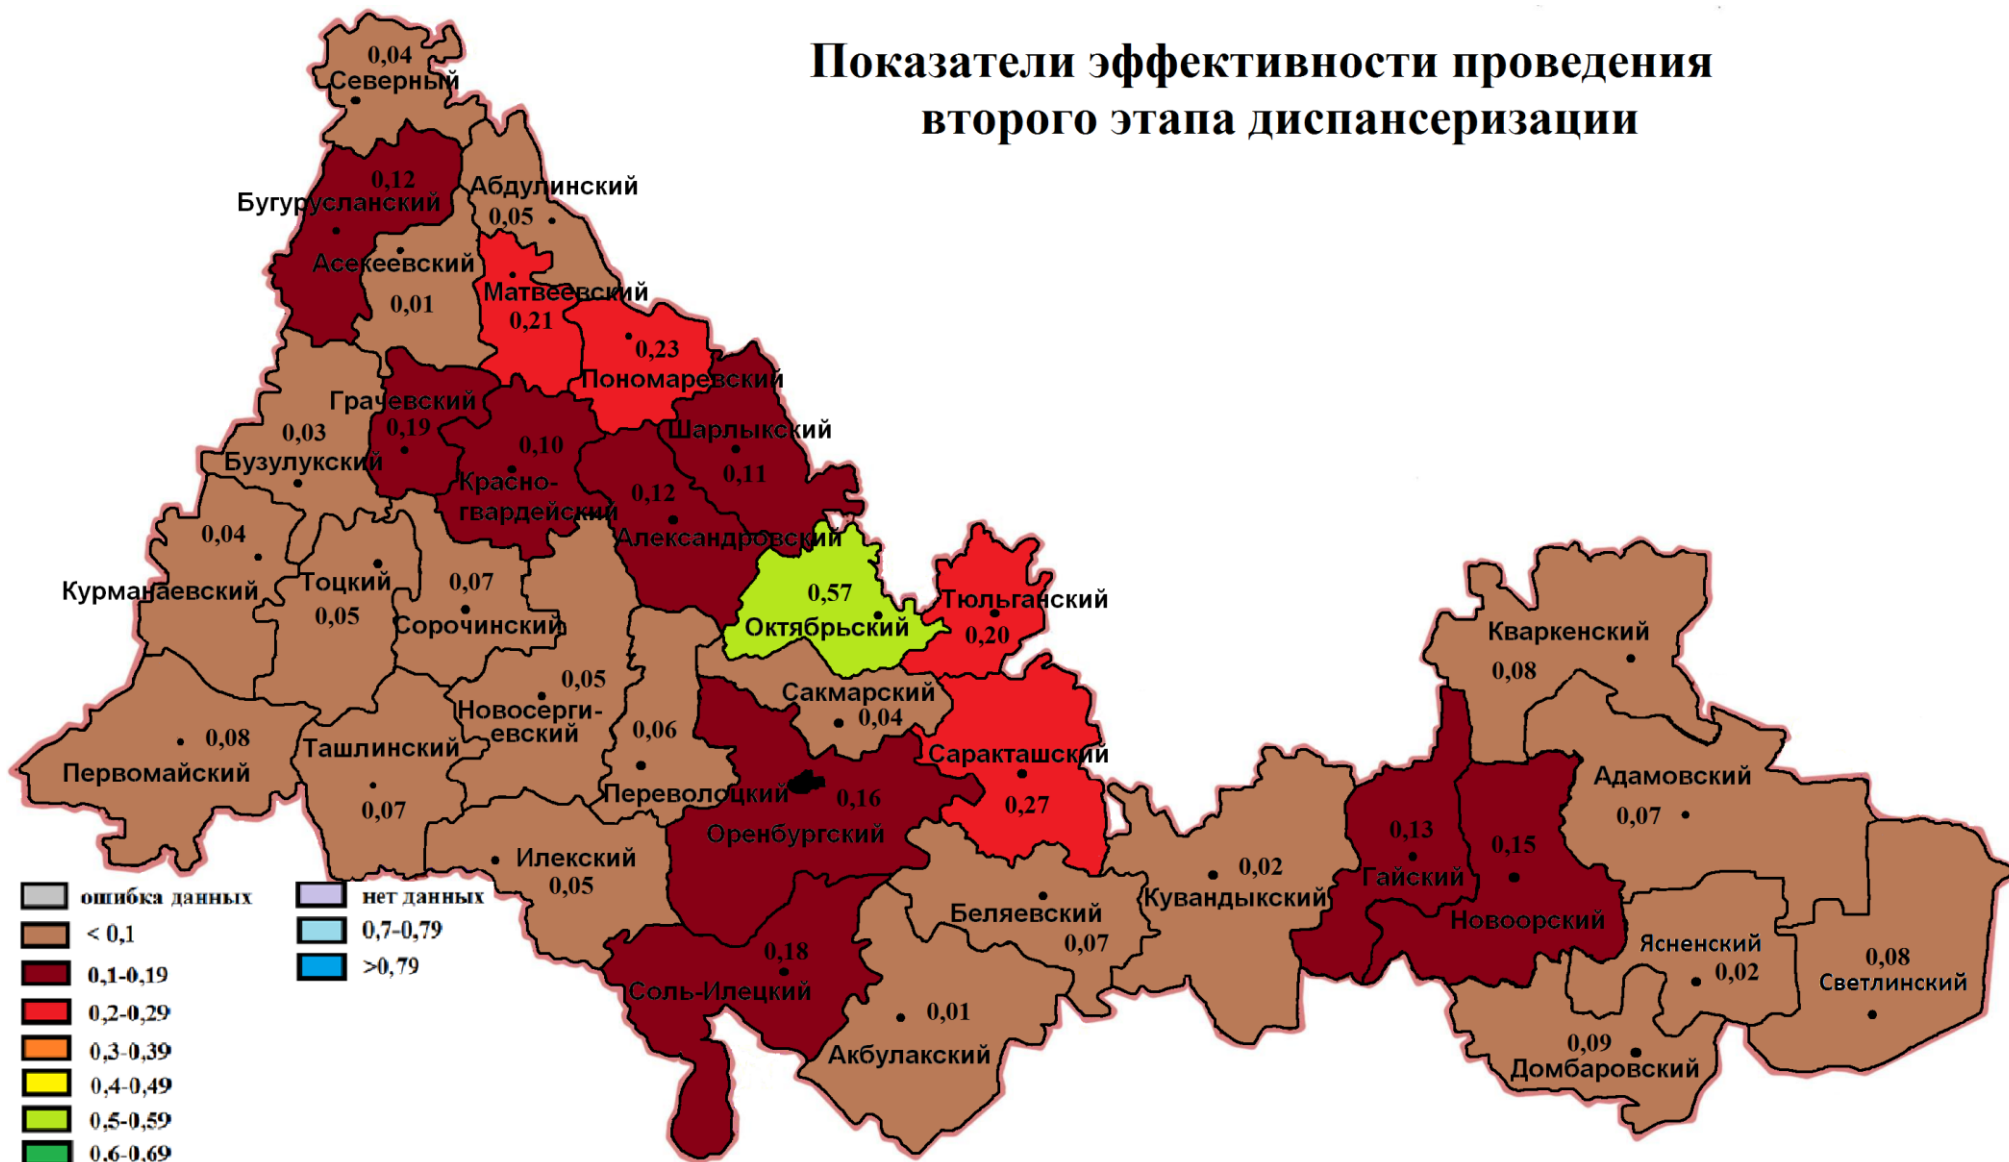 Показатели эффективности проведения
второго этапа диспансеризации
0,04
Северный
0,12
Бугурусланский
Абдулинский
0,05
Асекеевский
0,01
Матвеевский
0,21
0,23
Пономаревский
Грачевский
0,19
0,03
Бузулукский
0,10
Красно-
гвардейский
Шарлыкский
0,11
0,12
Александровский
0,04
Курманаевский
Тоцкий
0,05
0,07
Сорочинский
0,57
Октябрьский
Тюльганский
0,20
Кваркенский
0,08
0,05
Новосерги-
евский
Сакмарский
0,04
0,08
Первомайский
Ташлинский
0,07
0,06
Переволоцкий
0,16
Оренбургский
Саракташский
0,27
Адамовский
0,07
0,13
Гайский
0,15
Новоорский
Илекский
0,05
0,02
Кувандыкский
Беляевский
0,07
Ясненский
0,02
0,08
Светлинский
0,18
Соль-Илецкий
0,01
Акбулакский
0,09
Домбаровский
ошибка данных
< 0,1
0,1-0,19
0,2-0,29
0,3-0,39
0,4-0,49
0,5-0,59
0,6-0,69
нет данных
0,7-0,79
>0,79